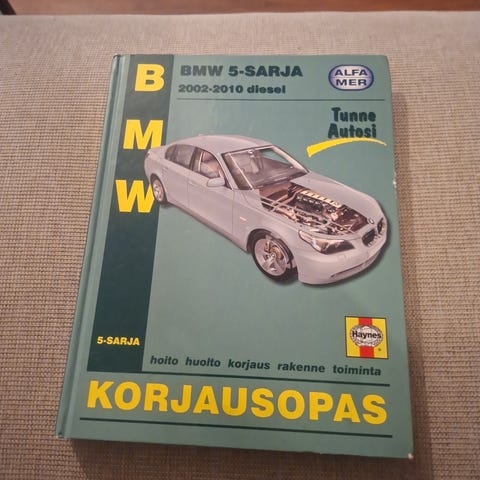 B
M
W
BMW 5-SARJA
2002-2010 diesel
ALFA
MER
Tunne
Autosi
Haynes
5-SARJA
hoito huolto korjaus rakenne toiminta
KORJAUSOPAS